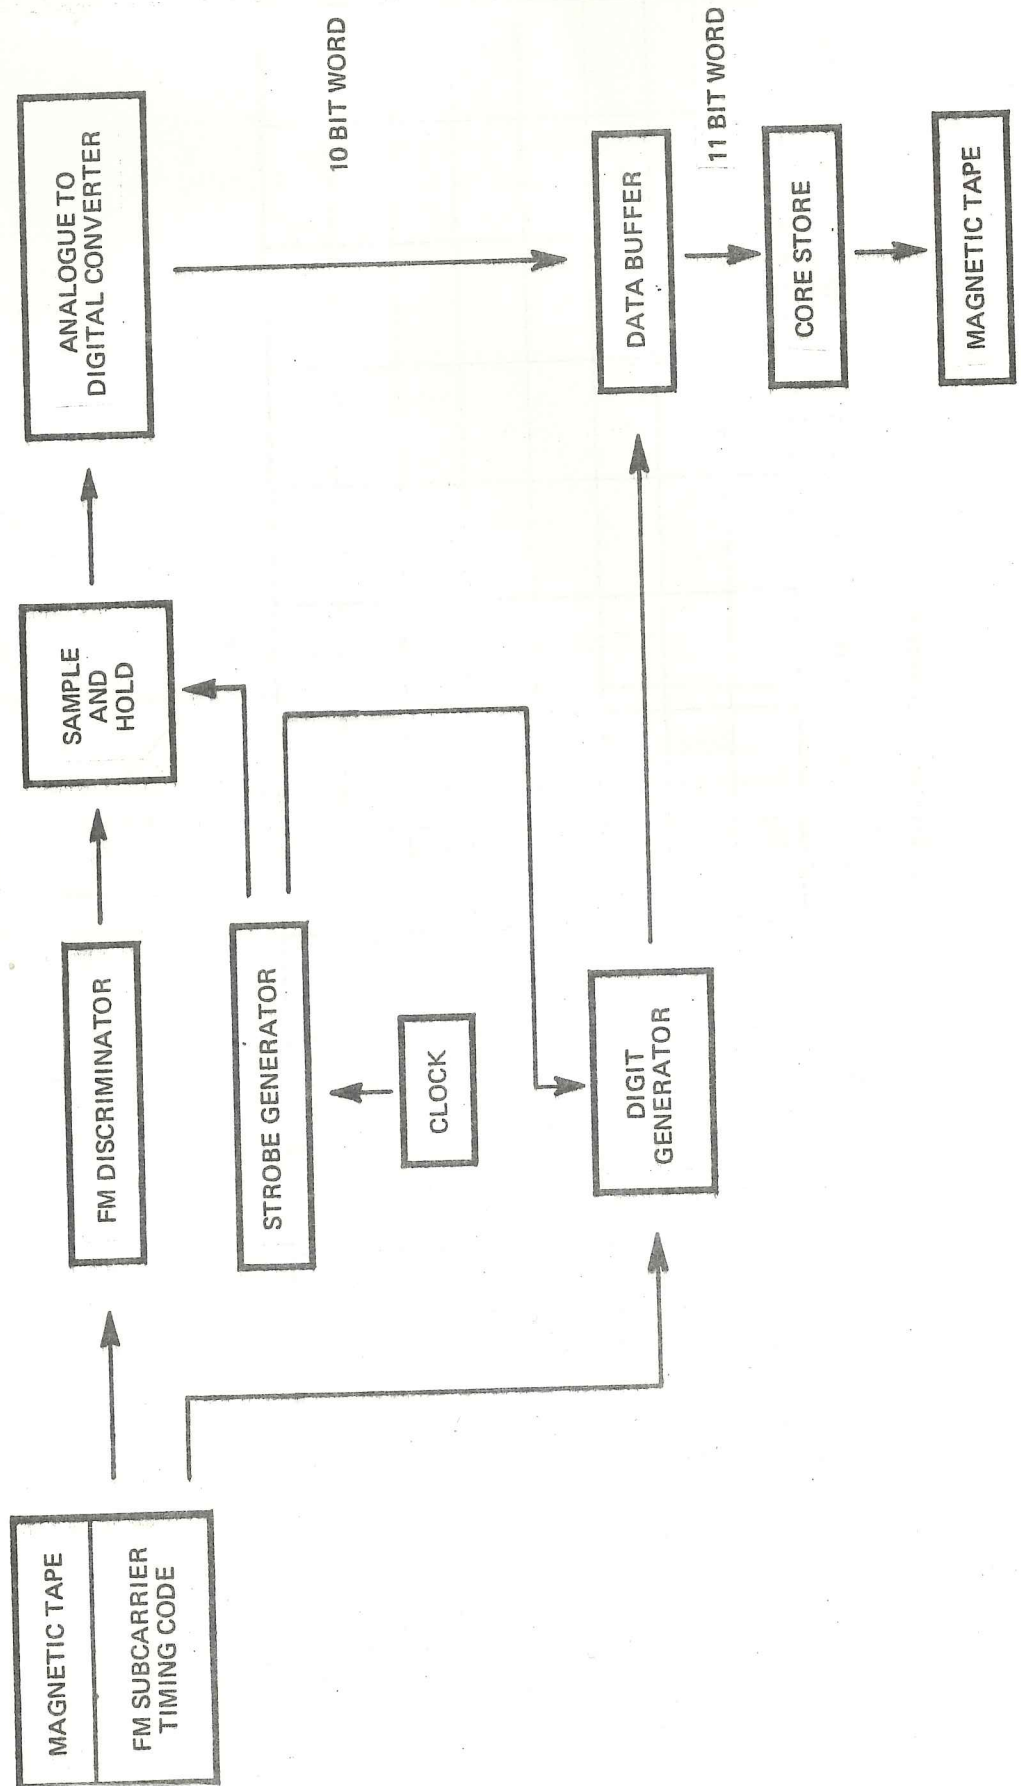 MAGNETIC TAPE
FM SUBCARRIER
TIMING CODE
FM DISCRIMINATOR
STROBE GENERATOR
CLOCK
DIGIT
GENERATOR
SAMPLE
AND
HOLD
ANALOGUE TO
DIGITAL CONVERTER
10 BIT WORD
DATA BUFFER
11 BIT WORD
CORE STORE
MAGNETIC TAPE